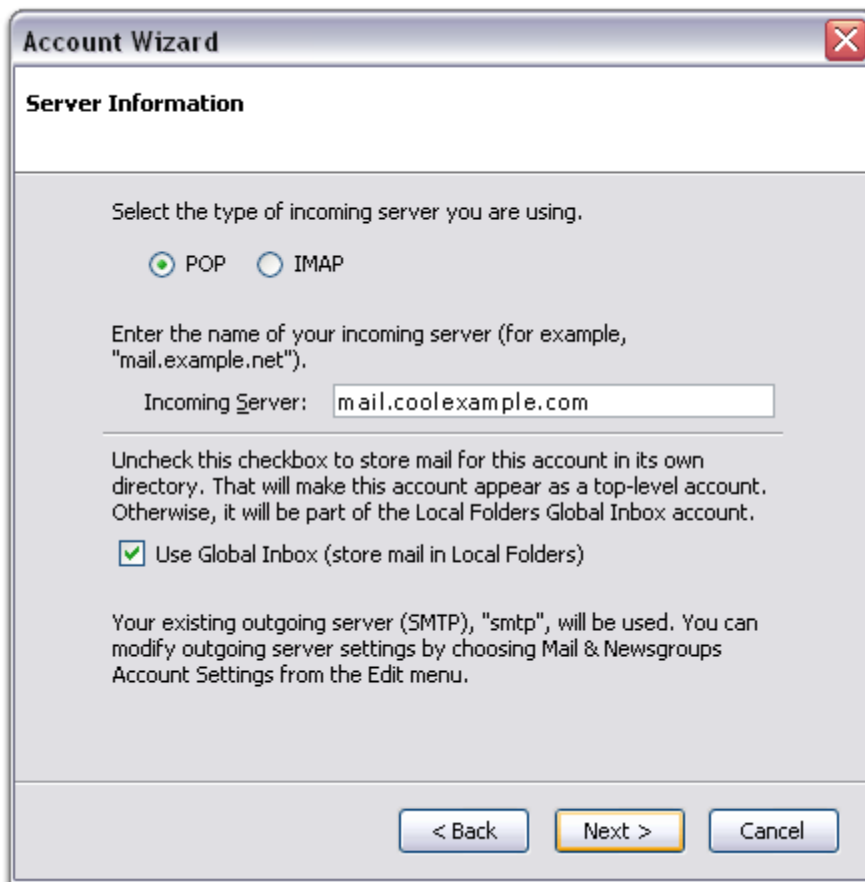 Account Wizard
Server Information
Select the type of incoming server you are using.
POP IMAP
Enter the name of your incoming server (for example,
"mail.example.net").
Incoming Server: mail.coolexample.com
Uncheck this checkbox to store mail for this account in its own
directory. That will make this account appear as a top-level account.
Otherwise, it will be part of the Local Folders Global Inbox account.
Use Global Inbox (store mail in Local Folders)
Your existing outgoing server (SMTP), "smtp", will be used. You can
modify outgoing server settings by choosing Mail & Newsgroups
Account Settings from the Edit menu.
< Back Next > Cancel